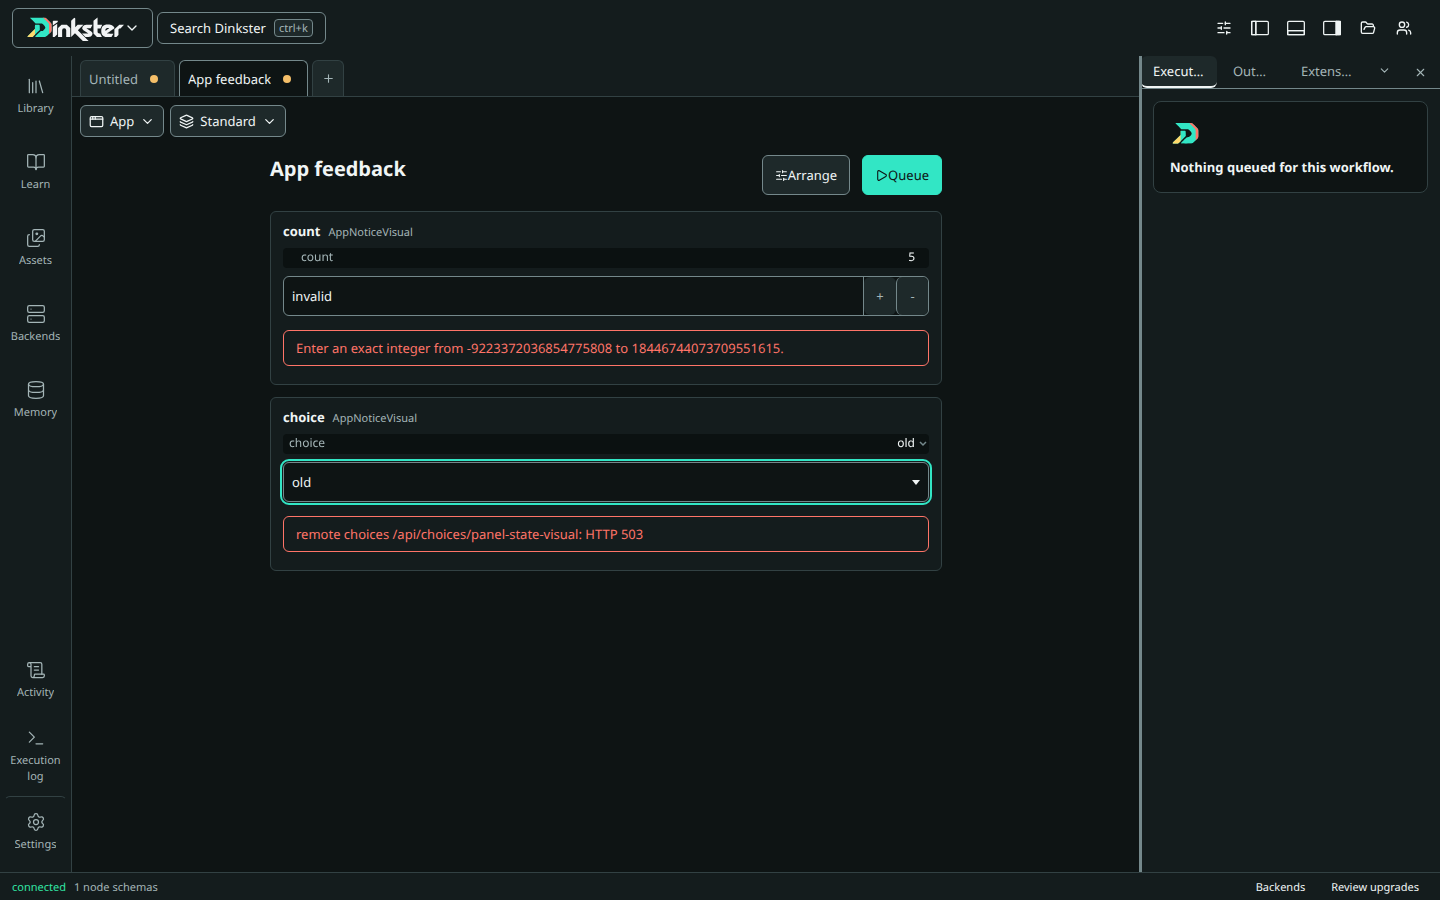 Dinkster
Search Dinkster ctrl+k
Library
Learn
Assets
Backends
Memory
Activity
Execution
log
Settings
Untitled
App feedback
+
App
Standard
App feedback
Arrange
Queue
count AppNoticeVisual
count 5
invalid + -
Enter an exact integer from -9223372036854775808 to 18446744073709551615.
choice AppNoticeVisual
choice old
old
remote choices /api/choices/panel-state-visual: HTTP 503
Execut... Out... Extens...
Nothing queued for this workflow.
connected 1 node schemas
Backends Review upgrades